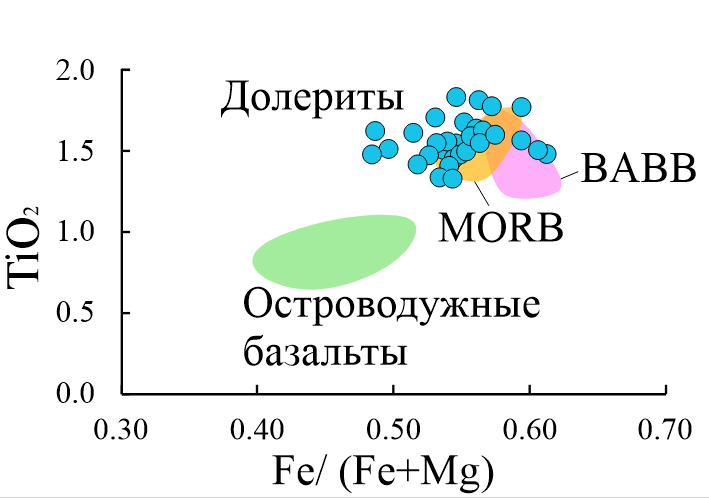 2.0
Долериты
1.5
BABB
MORB
TiO₂
1.0
0.5
Островодужные
базальты
0.0
0.30 0.40 0.50 0.60 0.70
Fe/ (Fe+Mg)